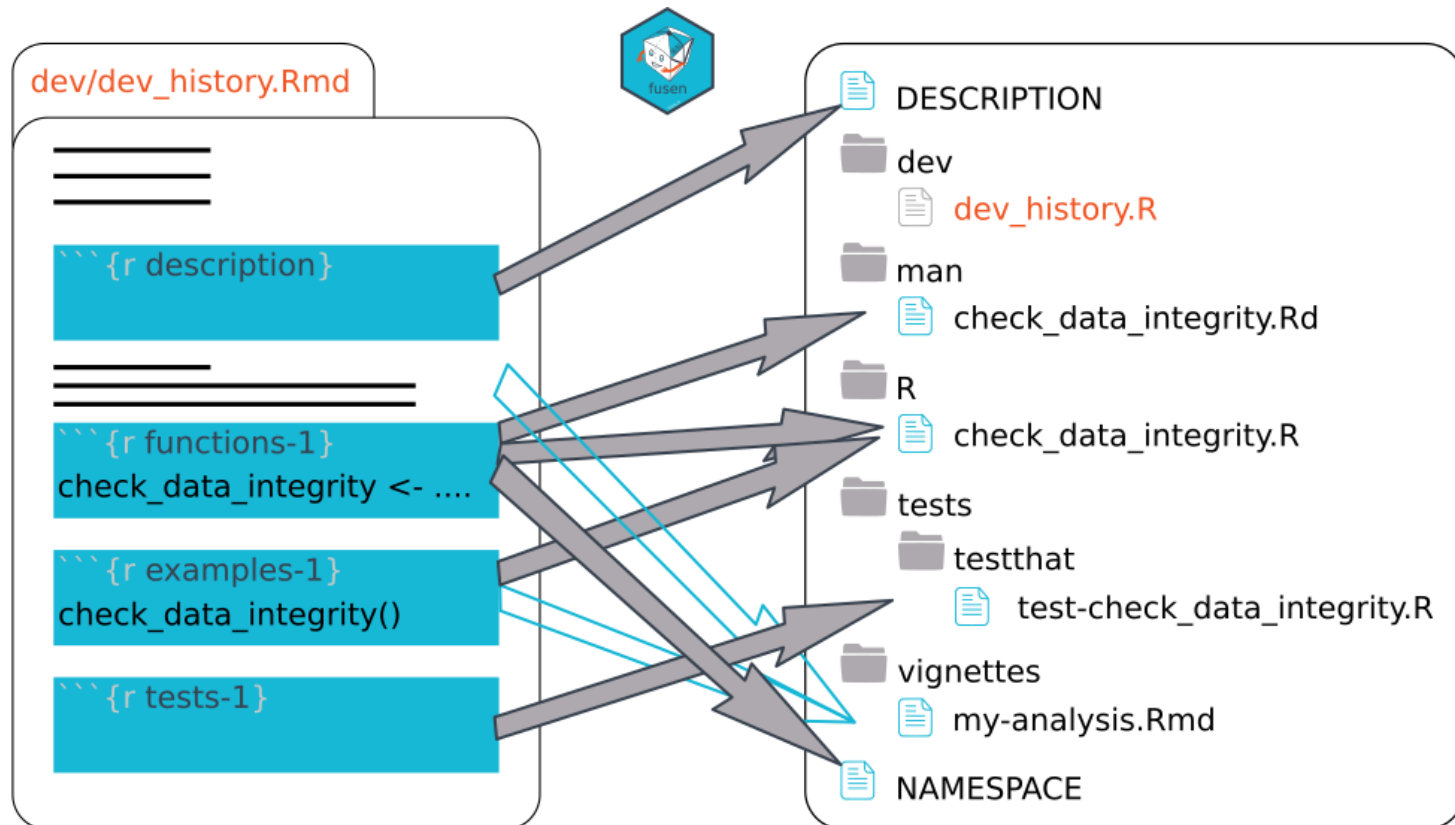 fusen
dev/dev_history.Rmd
```{r description}
```{r functions-1}
check_data_integrity <- ....
```{r examples-1}
check_data_integrity()
```{r tests-1}
DESCRIPTION
dev
dev_history.R
man
check_data_integrity.Rd
R
check_data_integrity.R
tests
testthat
test-check_data_integrity.R
vignettes
my-analysis.Rmd
NAMESPACE